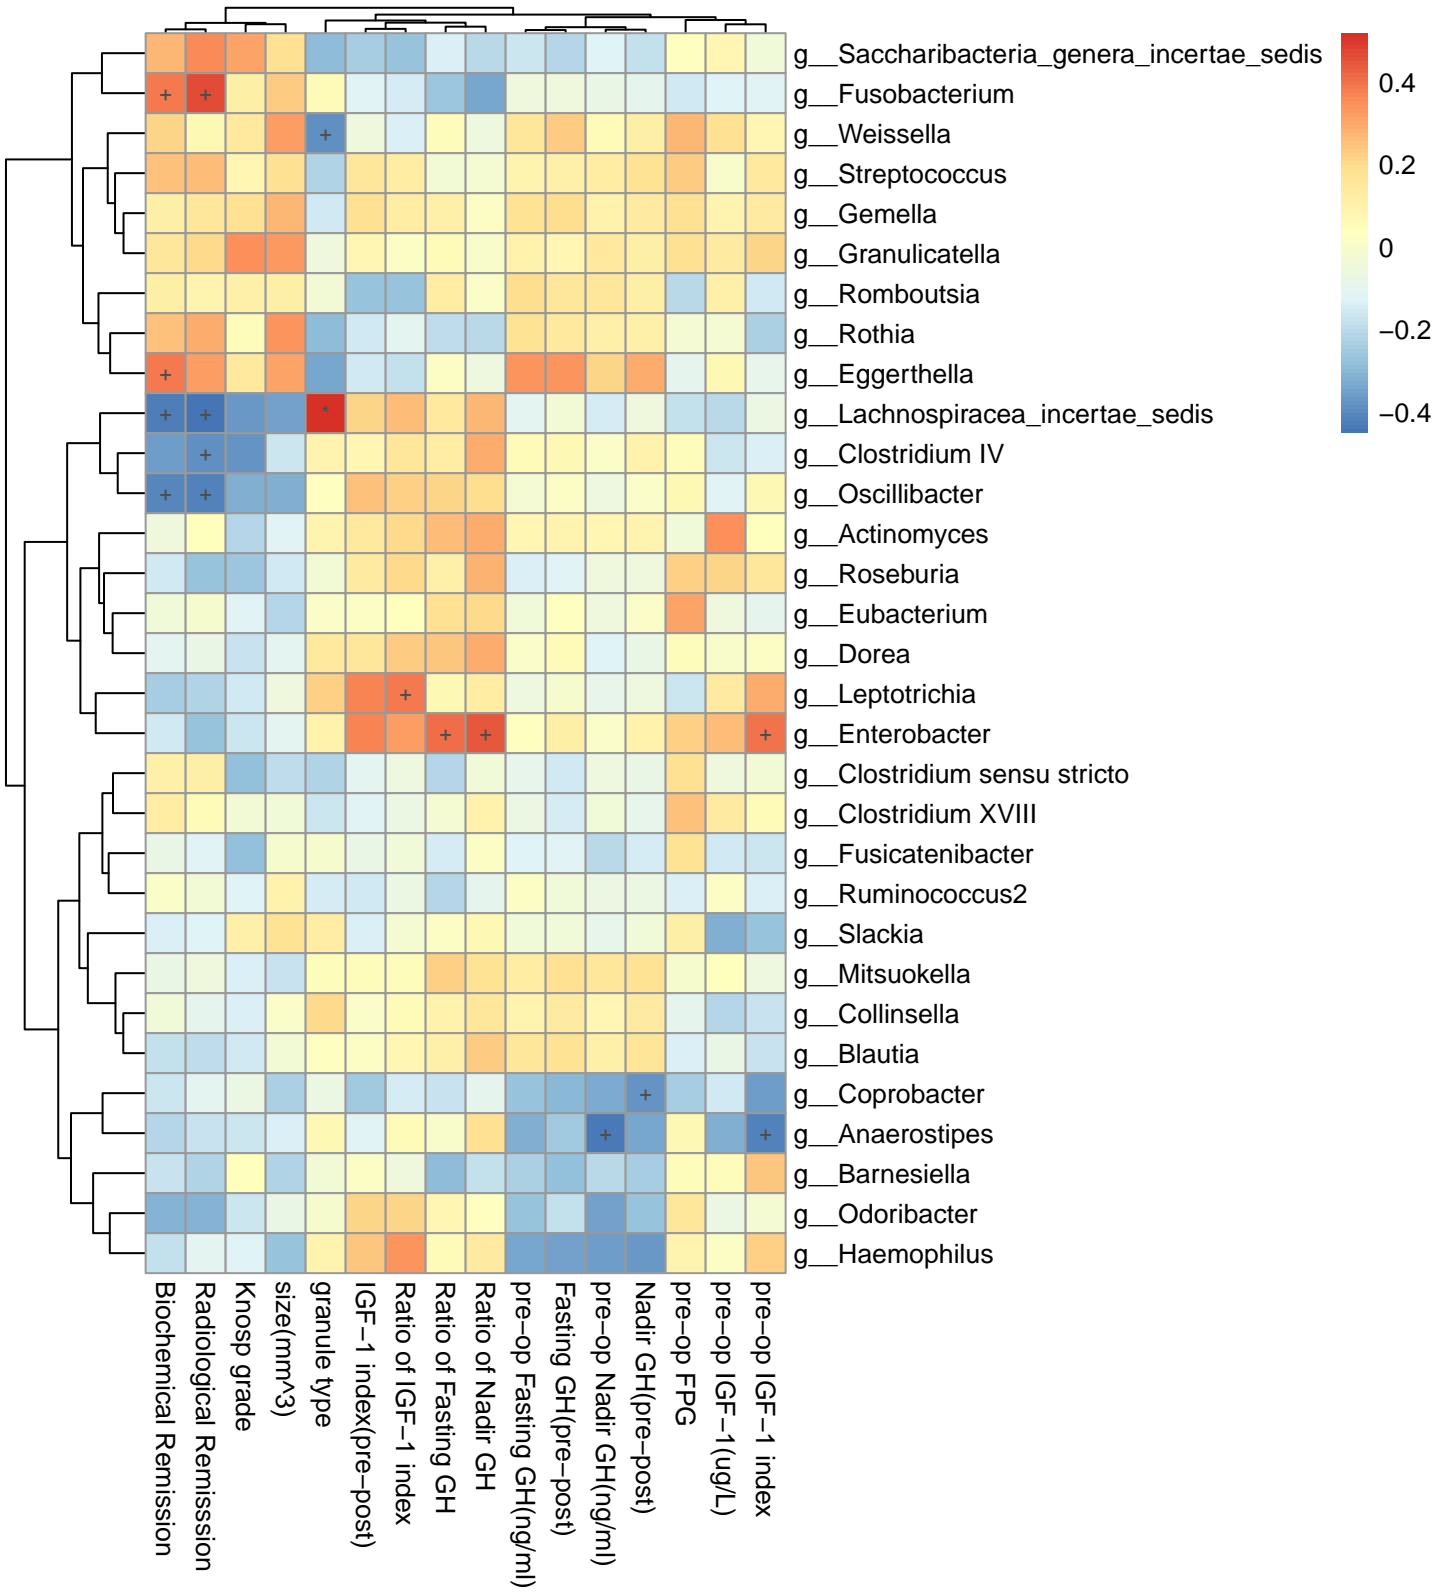 g__Saccharibacteria_genera_incertae_sedis
+ + g__Fusobacterium
+ g__Weissella
g__Streptococcus
g__Gemella
g__Granulicatella
g__Romboutsia
g__Rothia
+ g__Eggerthella
+ + * g__Lachnospiracea_incertae_sedis
+ g__Clostridium IV
+ + g__Oscillibacter
g__Actinomyces
g__Roseburia
g__Eubacterium
g__Dorea
+ g__Leptotrichia
+ + + g__Enterobacter
g__Clostridium sensu stricto
g__Clostridium XVIII
g__Fusicatenibacter
g__Ruminococcus2
g__Slackia
g__Mitsuokella
g__Collinsella
g__Blautia
+ g__Coprobacter
+ + g__Anaerostipes
g__Barnesiella
g__Odoribacter
g__Haemophilus
Biochemical Remission
Radiological Remisssion
Knosp grade
size(mm^3)
granule type
IGF−1 index(pre−post)
Ratio of IGF−1 index
Ratio of Fasting GH
Ratio of Nadir GH
pre−op Fasting GH(ng/ml)
Fasting GH(pre−post)
pre−op Nadir GH(ng/ml)
Nadir GH(pre−post)
pre−op FPG
pre−op IGF−1(ug/L)
pre−op IGF−1 index
0.4
0.2
0
−0.2
−0.4